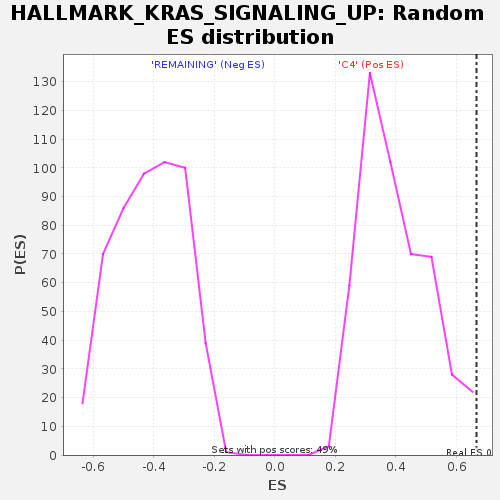 HALLMARK_KRAS_SIGNALING_UP: Random
ES distribution
'REMAINING' (Neg ES) 'C4' (Pos ES)
130
120
110
100
90
80
70
60
50
40
30
20
10
0
P(ES)
Sets with pos scores: 49%
Real ES 0
-0.6 -0.4 -0.2 0.0 0.2 0.4 0.6
ES